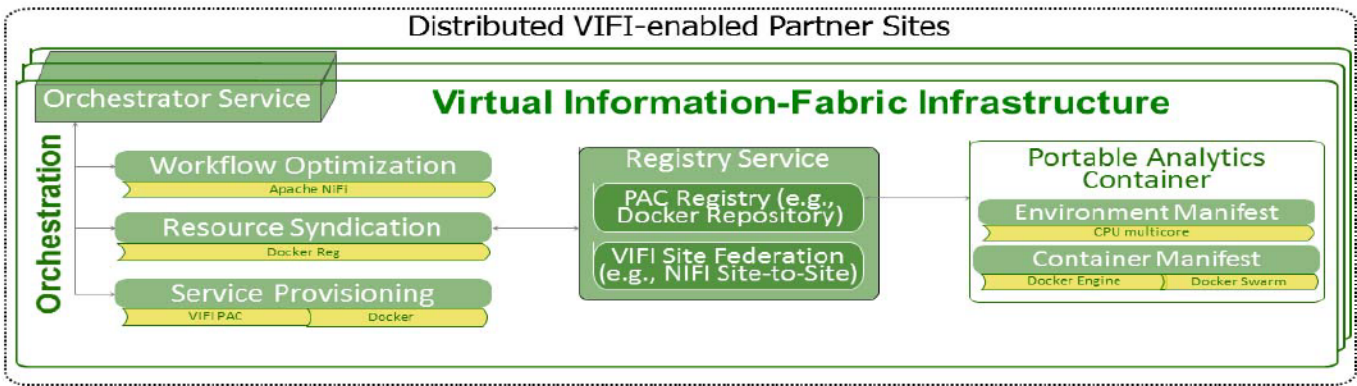 Distributed VIFI-enabled Partner Sites
Orchestrator Service
Virtual Information-Fabric Infrastructure
Orchestration
Workflow Optimization
Apache NiFi
Resource Syndication
Docker Reg
Service Provisioning
VIFI PAC
Docker
Registry Service
PAC Registry (e.g.,
Docker Repository)
VIFI Site Federation
(e.g., NIFI Site-to-Site)
Portable Analytics
Container
Environment Manifest
CPU multicore
Container Manifest
Docker Engine
Docker Swarm